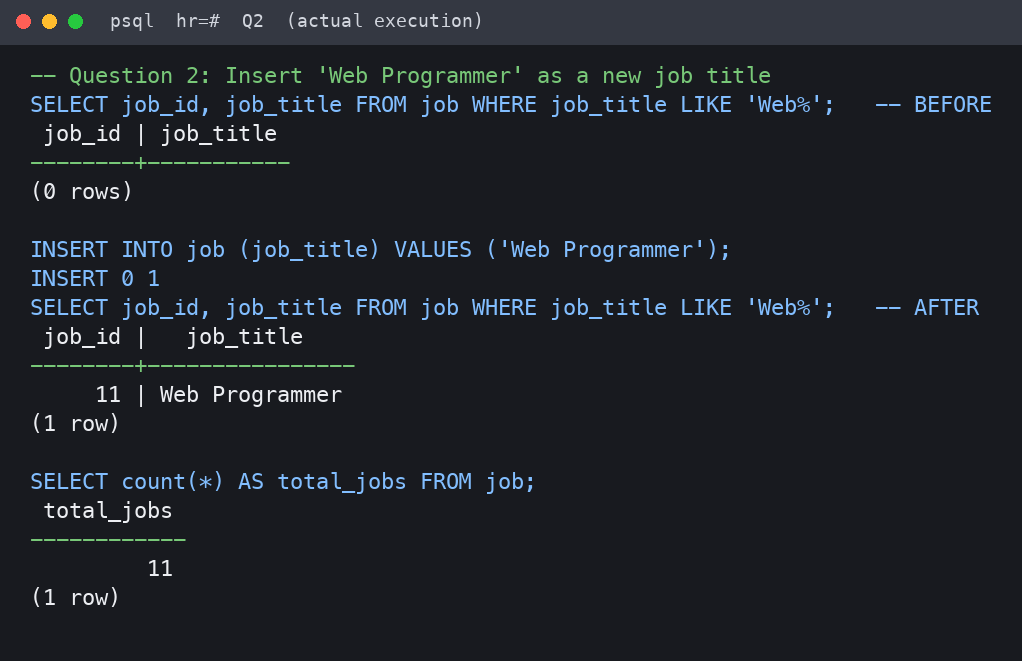 psql  hr=#  Q2  (actual execution)
-- Question 2: Insert 'Web Programmer' as a new job title
SELECT job_id, job_title FROM job WHERE job_title LIKE 'Web%';   -- BEFORE
 job_id | job_title
--------+-----------
(0 rows)

INSERT INTO job (job_title) VALUES ('Web Programmer');
INSERT 0 1
SELECT job_id, job_title FROM job WHERE job_title LIKE 'Web%';   -- AFTER
 job_id |   job_title
--------+----------------
     11 | Web Programmer
(1 row)

SELECT count(*) AS total_jobs FROM job;
 total_jobs
------------
         11
(1 row)